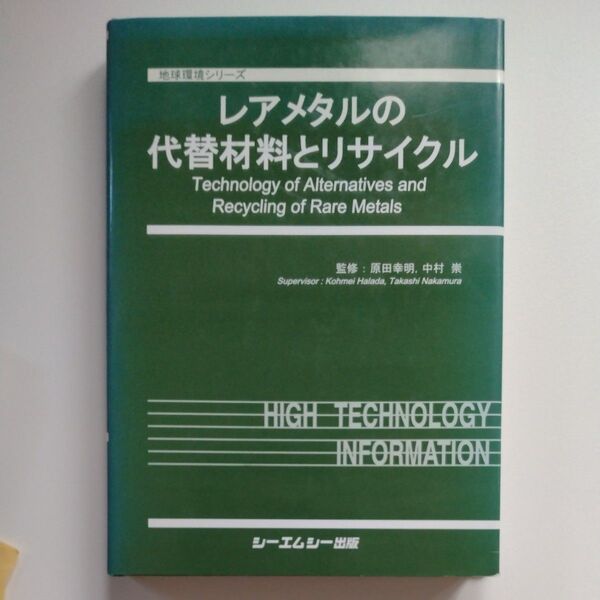 地球環境シリーズ
レアメタルの
代替材料とリサイクル
Technology of Alternatives and
Recycling of Rare Metals
監修：原田幸明，中村 崇
Supervisor : Kohmei Halada, Takashi Nakamura
HIGH TECHNOLOGY
INFORMATION
シーエムシー出版